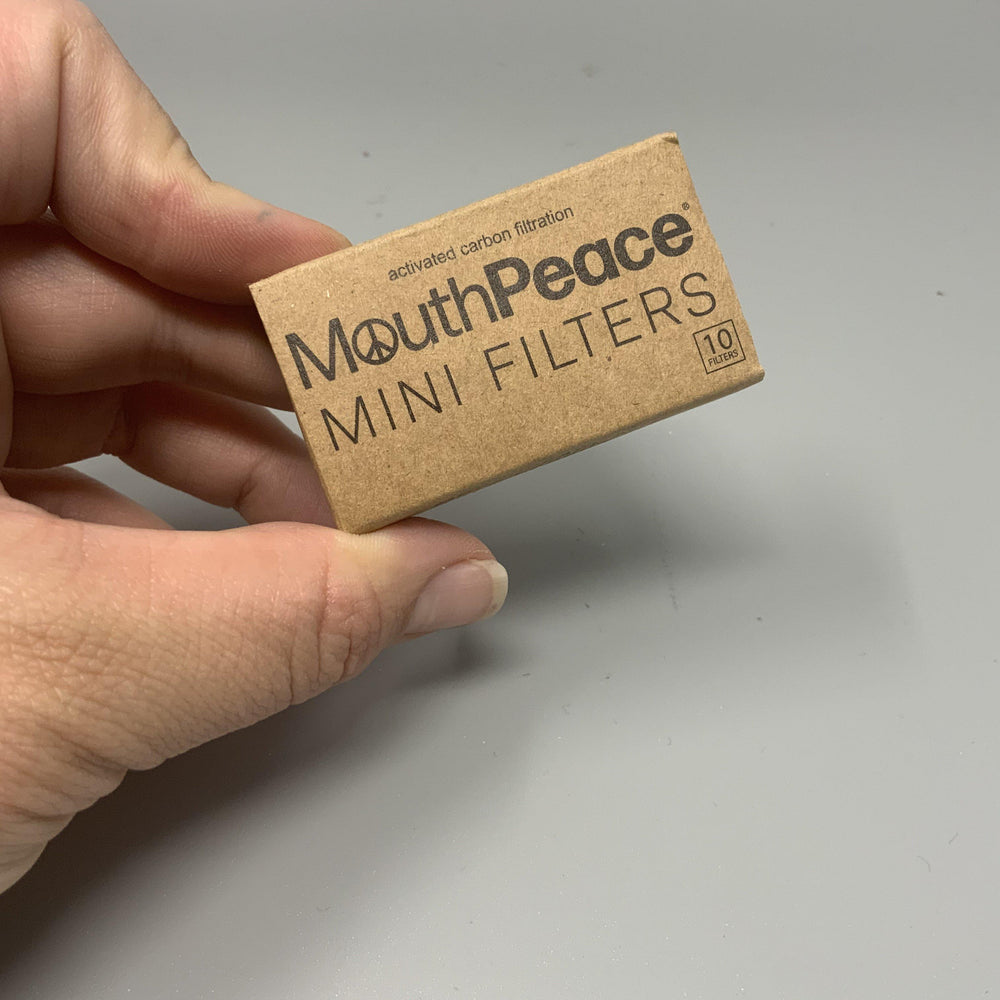 activated carbon filtration
MouthPeace®
MINI FILTERS
10
FILTERS